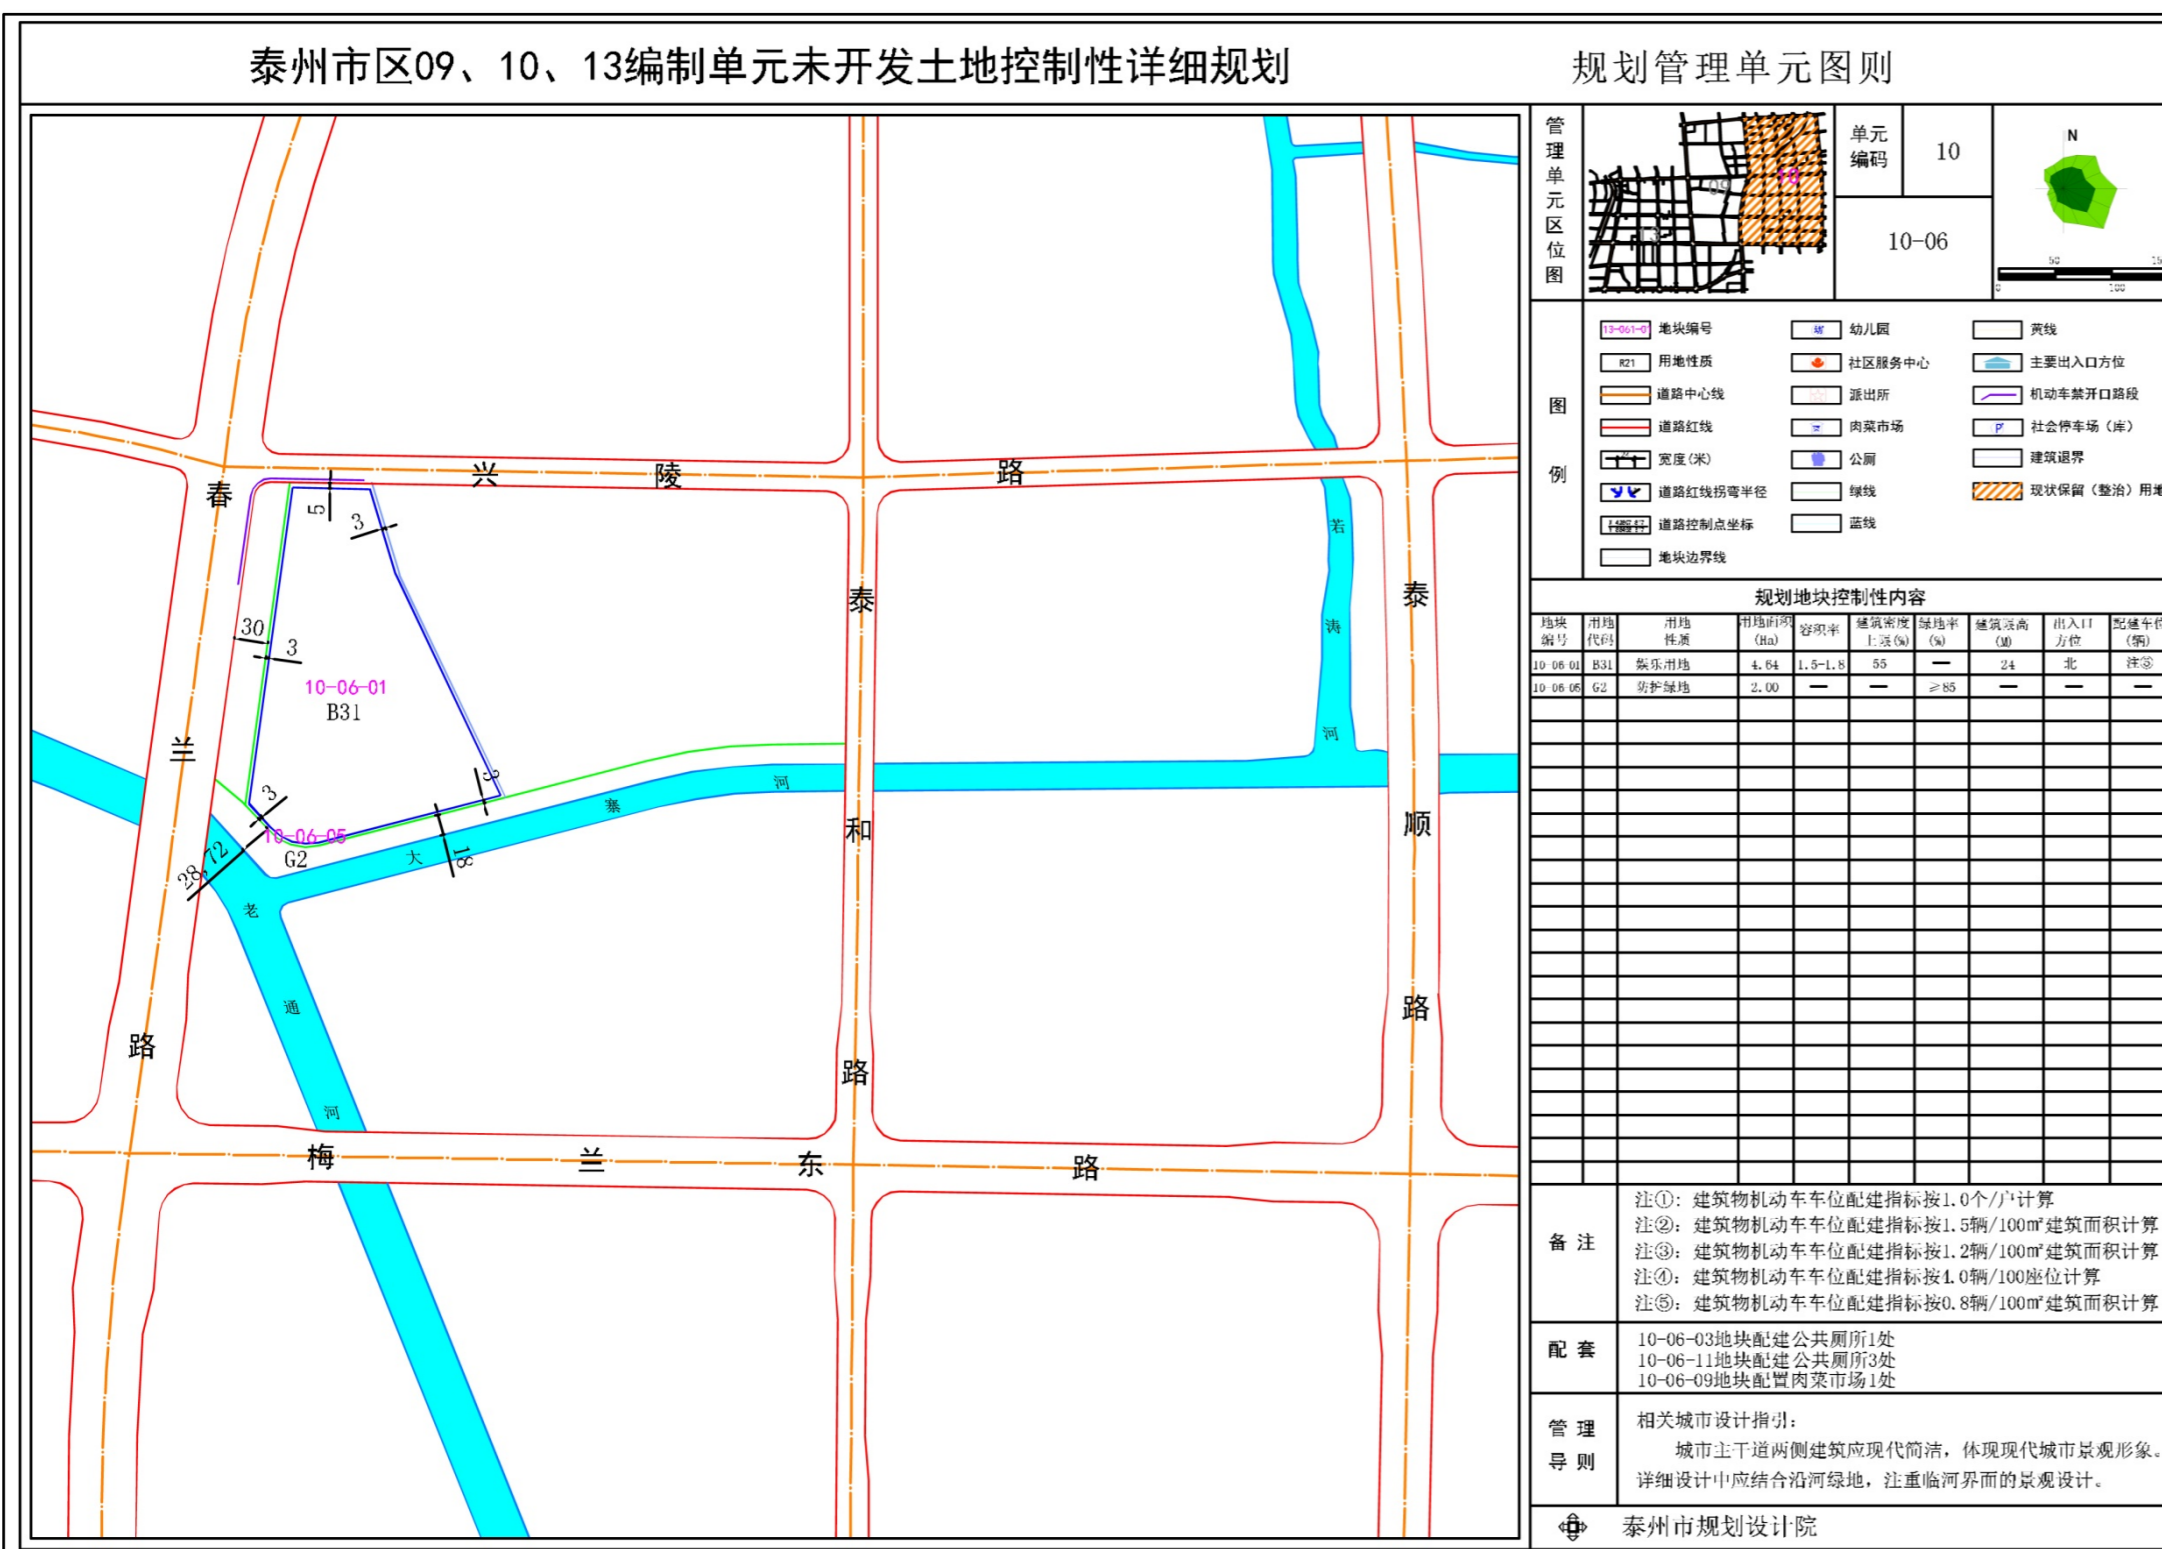 泰州市区09、10、13编制单元未开发土地控制性详细规划
规划管理单元图则
管理单元区位图
09
10
13
单元编码
10
10-06
N
50
0
100
图例
地块编号
R21
用地性质
道路中心线
道路红线
宽度(米)
道路红线拐弯半径
道路控制点坐标
地块边界线
幼儿园
社区服务中心
派出所
肉菜市场
公厕
绿线
蓝线
黄线
主要出入口方位
机动车禁开口路段
P
社会停车场（库）
建筑退界
现状保留（整治）用地
规划地块控制性内容
地块编号 用地代码 用地性质 用地面积(Ha) 容积率 建筑密度上限(%) 绿地率(%) 建筑限高(M) 出入口方位 配建车位(辆)
10-06-01 B31 娱乐用地 4.64 1.5-1.8 55 — — 24 北 注③
10-06-05 G2 防护绿地 2.00 — — ≥85 — — —
备注
注①：建筑物机动车车位配建指标按1.0个/户计算
注②：建筑物机动车车位配建指标按1.5辆/100㎡建筑面积计算
注③：建筑物机动车车位配建指标按1.2辆/100㎡建筑面积计算
注④：建筑物机动车车位配建指标按4.0辆/100座位计算
注⑤：建筑物机动车车位配建指标按0.8辆/100㎡建筑面积计算
配套
10-06-03地块配建公共厕所1处
10-06-11地块配建公共厕所3处
10-06-09地块配置肉菜市场1处
管理导则
相关城市设计指引：
城市主干道两侧建筑应现代简洁，体现现代城市景观形象。
详细设计中应结合沿河绿地，注重临河界面的景观设计。
泰州市规划设计院
春兰路
兴陵路
泰和路
泰顺路
梅兰东路
若涛河
大寨河
老通河
5
3
30
3
10-06-01
B31
3
3
10-06-05
G2
28.72
18